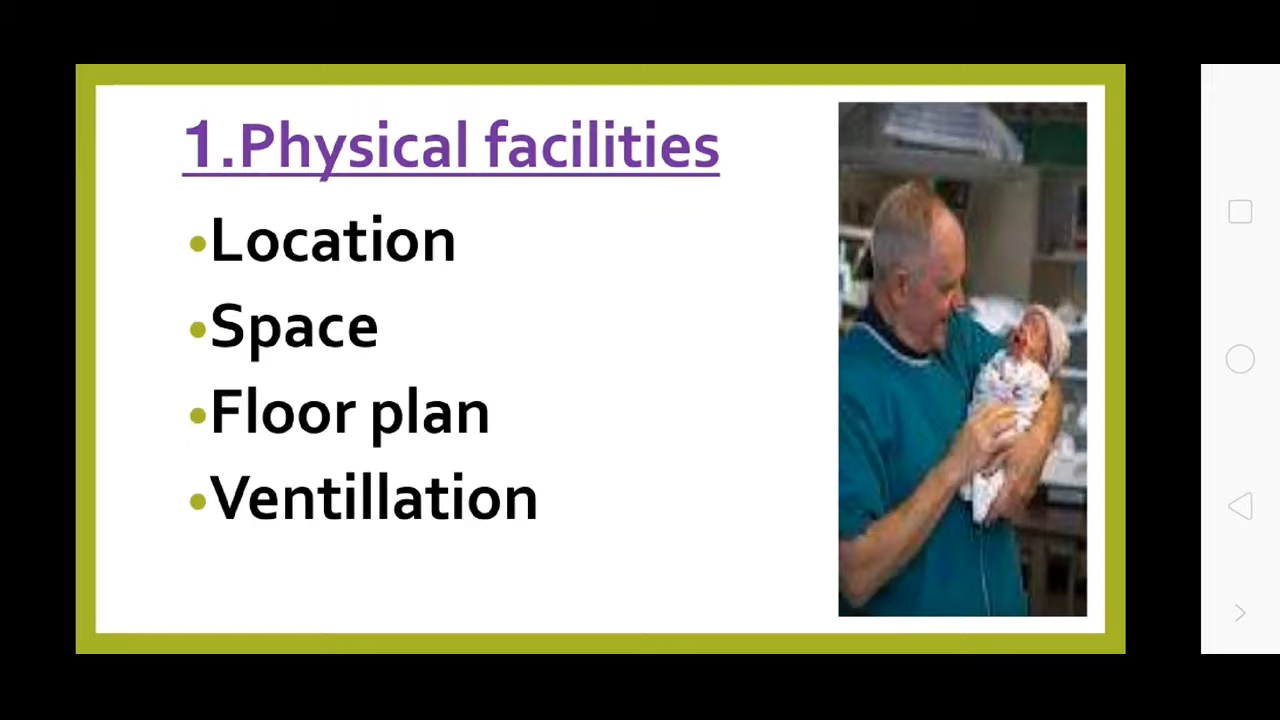 1.Physical facilities
•Location
•Space
•Floor plan
•Ventillation